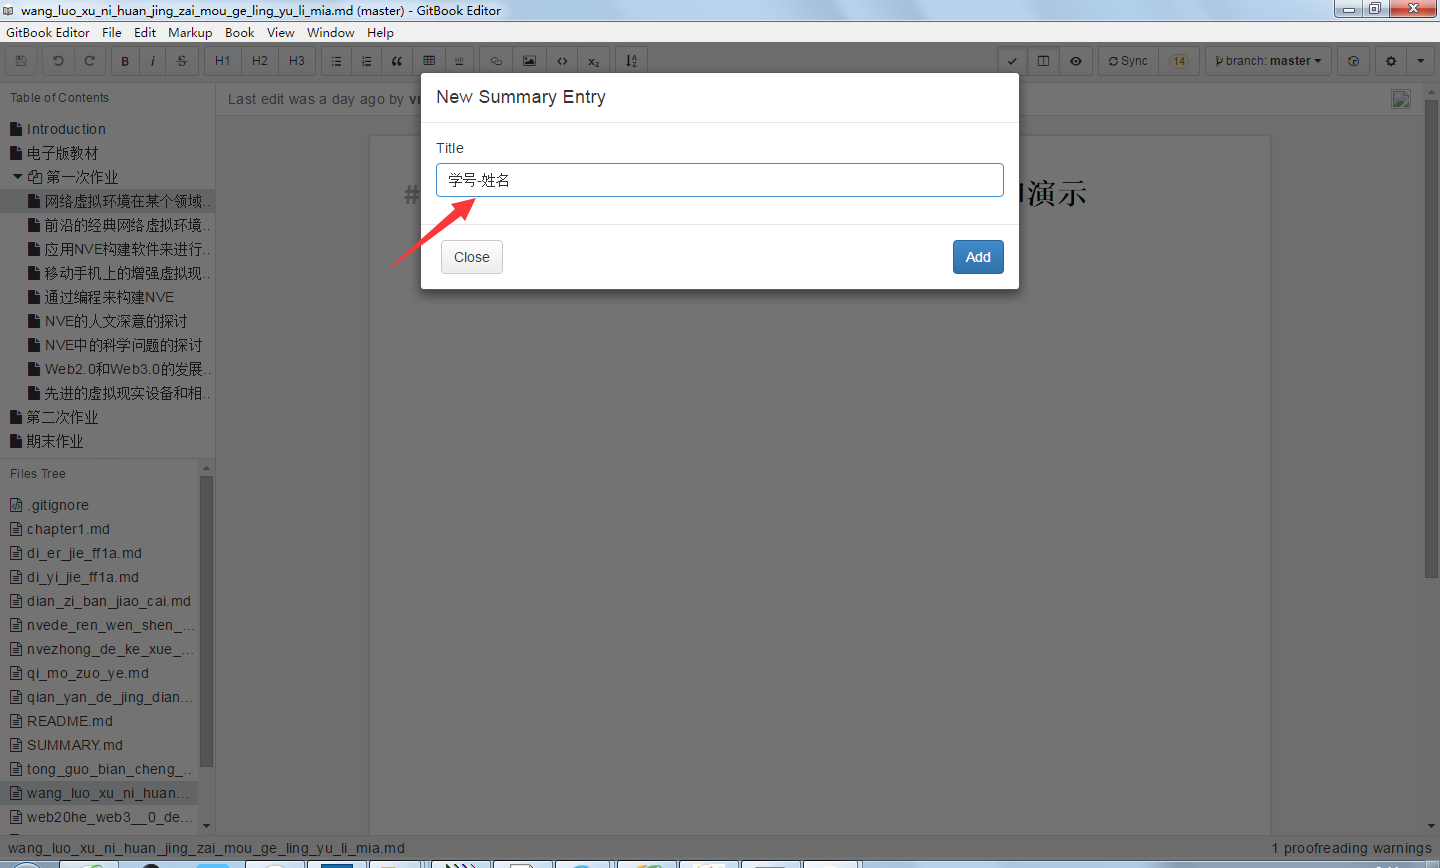 wang_luo_xu_ni_huan_jing_zai_mou_ge_ling_yu_li_mia.md (master) - GitBook Editor
GitBook Editor File Edit Markup Book View Window Help
B i S H1 H2 H3 x₂ Sync 14 branch: master
Table of Contents
Last edit was a day ago by
New Summary Entry
Introduction
电子版教材
第一次作业
网络虚拟环境在某个领域..
前沿的经典网络虚拟环境..
应用NVE构建软件来进行..
移动手机上的增强虚拟现..
通过编程来构建NVE
NVE的人文深意的探讨
NVE中的科学问题的探讨
Web2.0和Web3.0的发展..
先进的虚拟现实设备和相..
第二次作业
期末作业
Title
学号-姓名
#
演示
Close
Add
Files Tree
.gitignore
chapter1.md
di_er_jie_ff1a.md
di_yi_jie_ff1a.md
dian_zi_ban_jiao_cai.md
nvede_ren_wen_shen_...
nvezhong_de_ke_xue_...
qi_mo_zuo_ye.md
qian_yan_de_jing_dian...
README.md
SUMMARY.md
tong_guo_bian_cheng_...
wang_luo_xu_ni_huan...
web20he_web3__0_de...
wang_luo_xu_ni_huan_jing_zai_mou_ge_ling_yu_li_mia.md
1 proofreading warnings